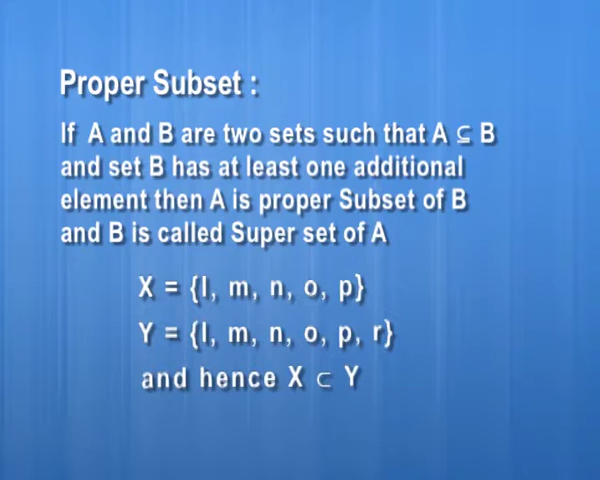 Proper Subset :
If A and B are two sets such that A ⊆ B
and set B has at least one additional
element then A is proper Subset of B
and B is called Super set of A
X = {l, m, n, o, p}
Y = {l, m, n, o, p, r}
and hence X ⊂ Y